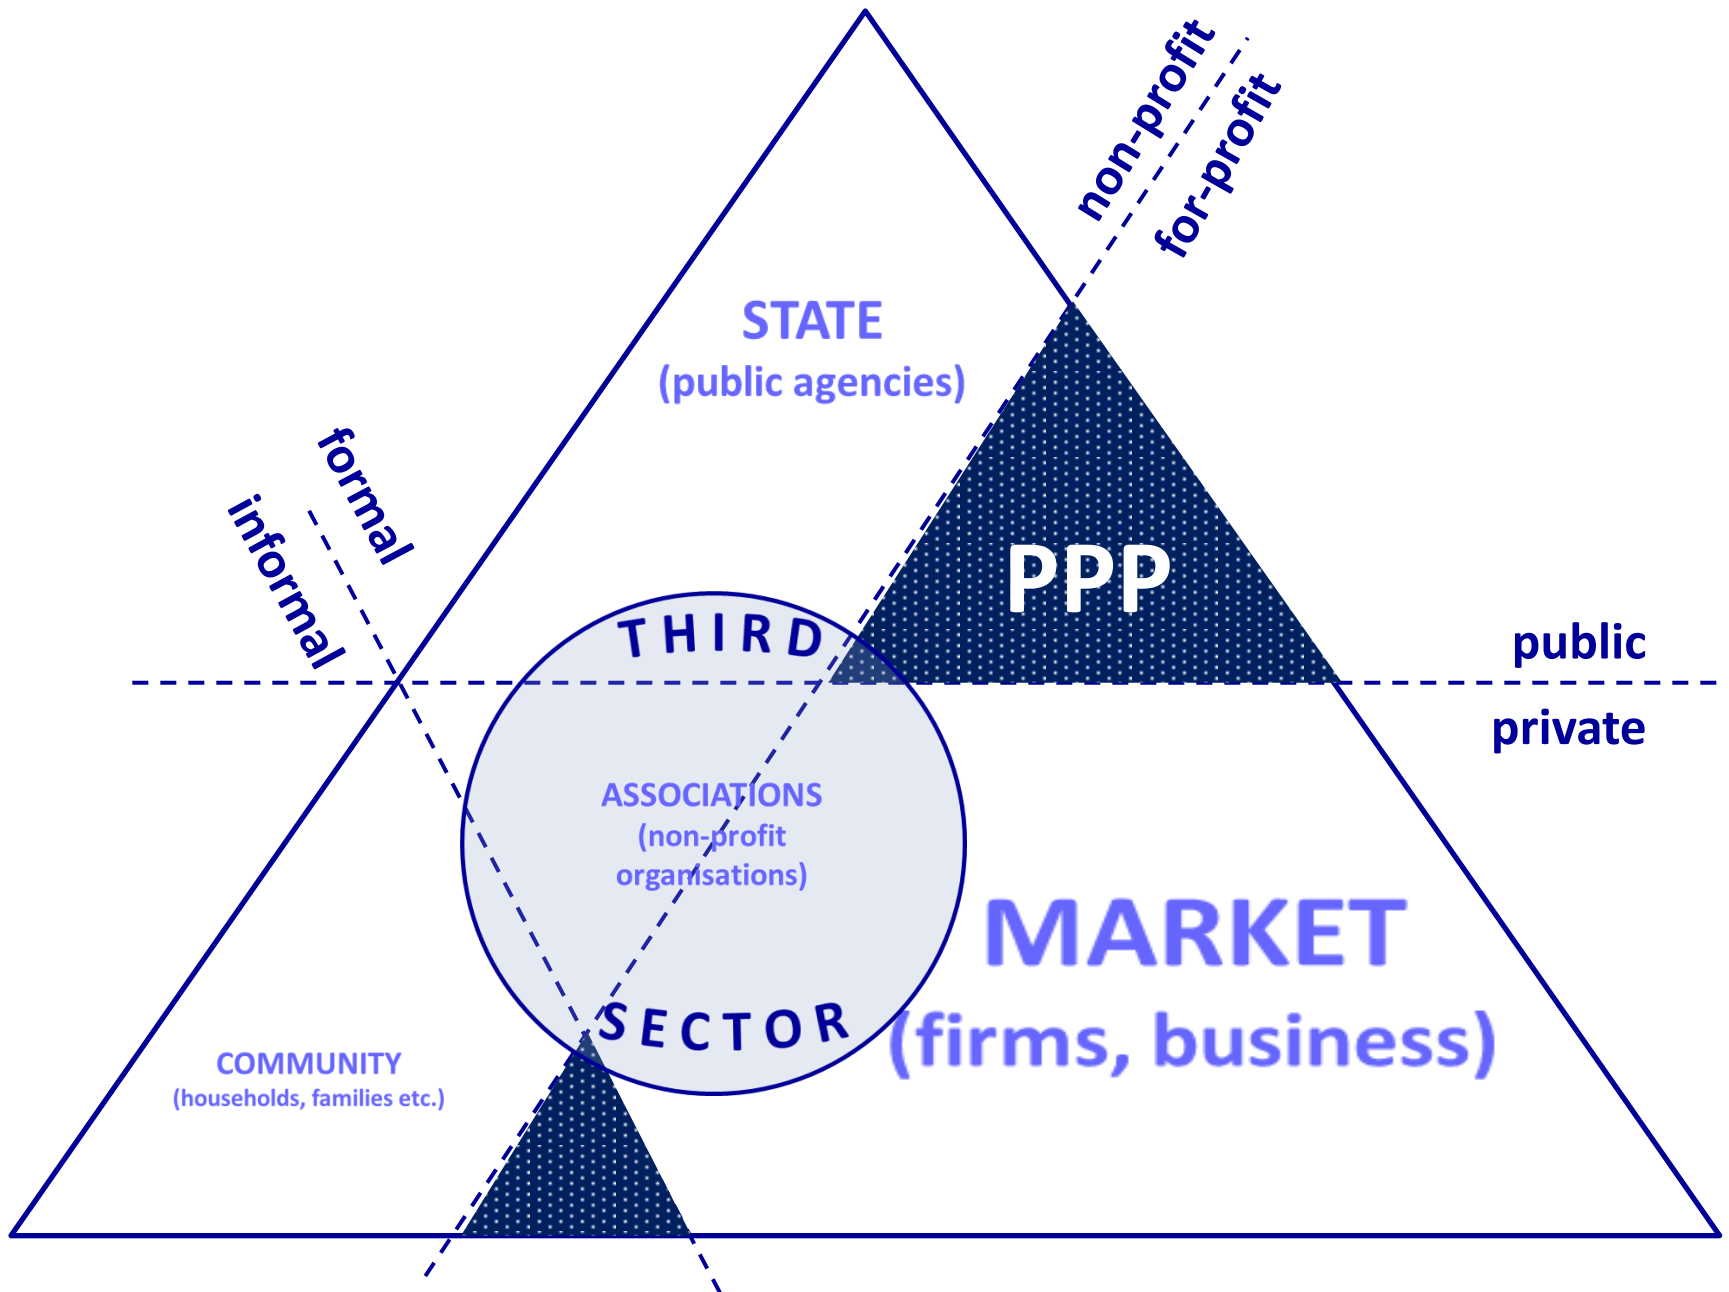 non-profit
for-profit
STATE
(public agencies)
formal
informal
PPP
THIRD
public
private
ASSOCIATIONS
(non-profit
organisations)
MARKET
(firms, business)
SECTOR
COMMUNITY
(households, families etc.)